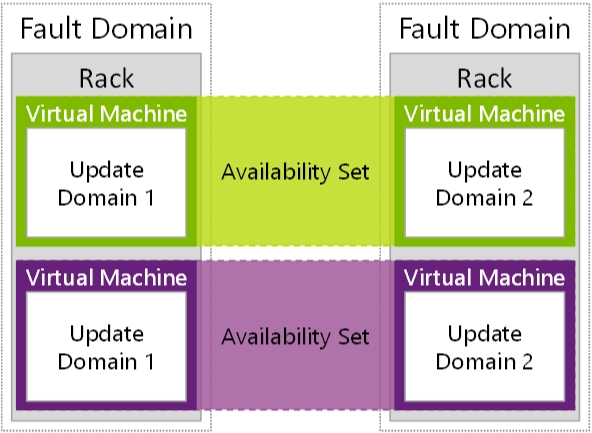 Fault Domain
Fault Domain
Rack
Rack
Virtual Machine
Virtual Machine
Update
Domain 1
Availability Set
Update
Domain 2
Virtual Machine
Virtual Machine
Update
Domain 1
Availability Set
Update
Domain 2